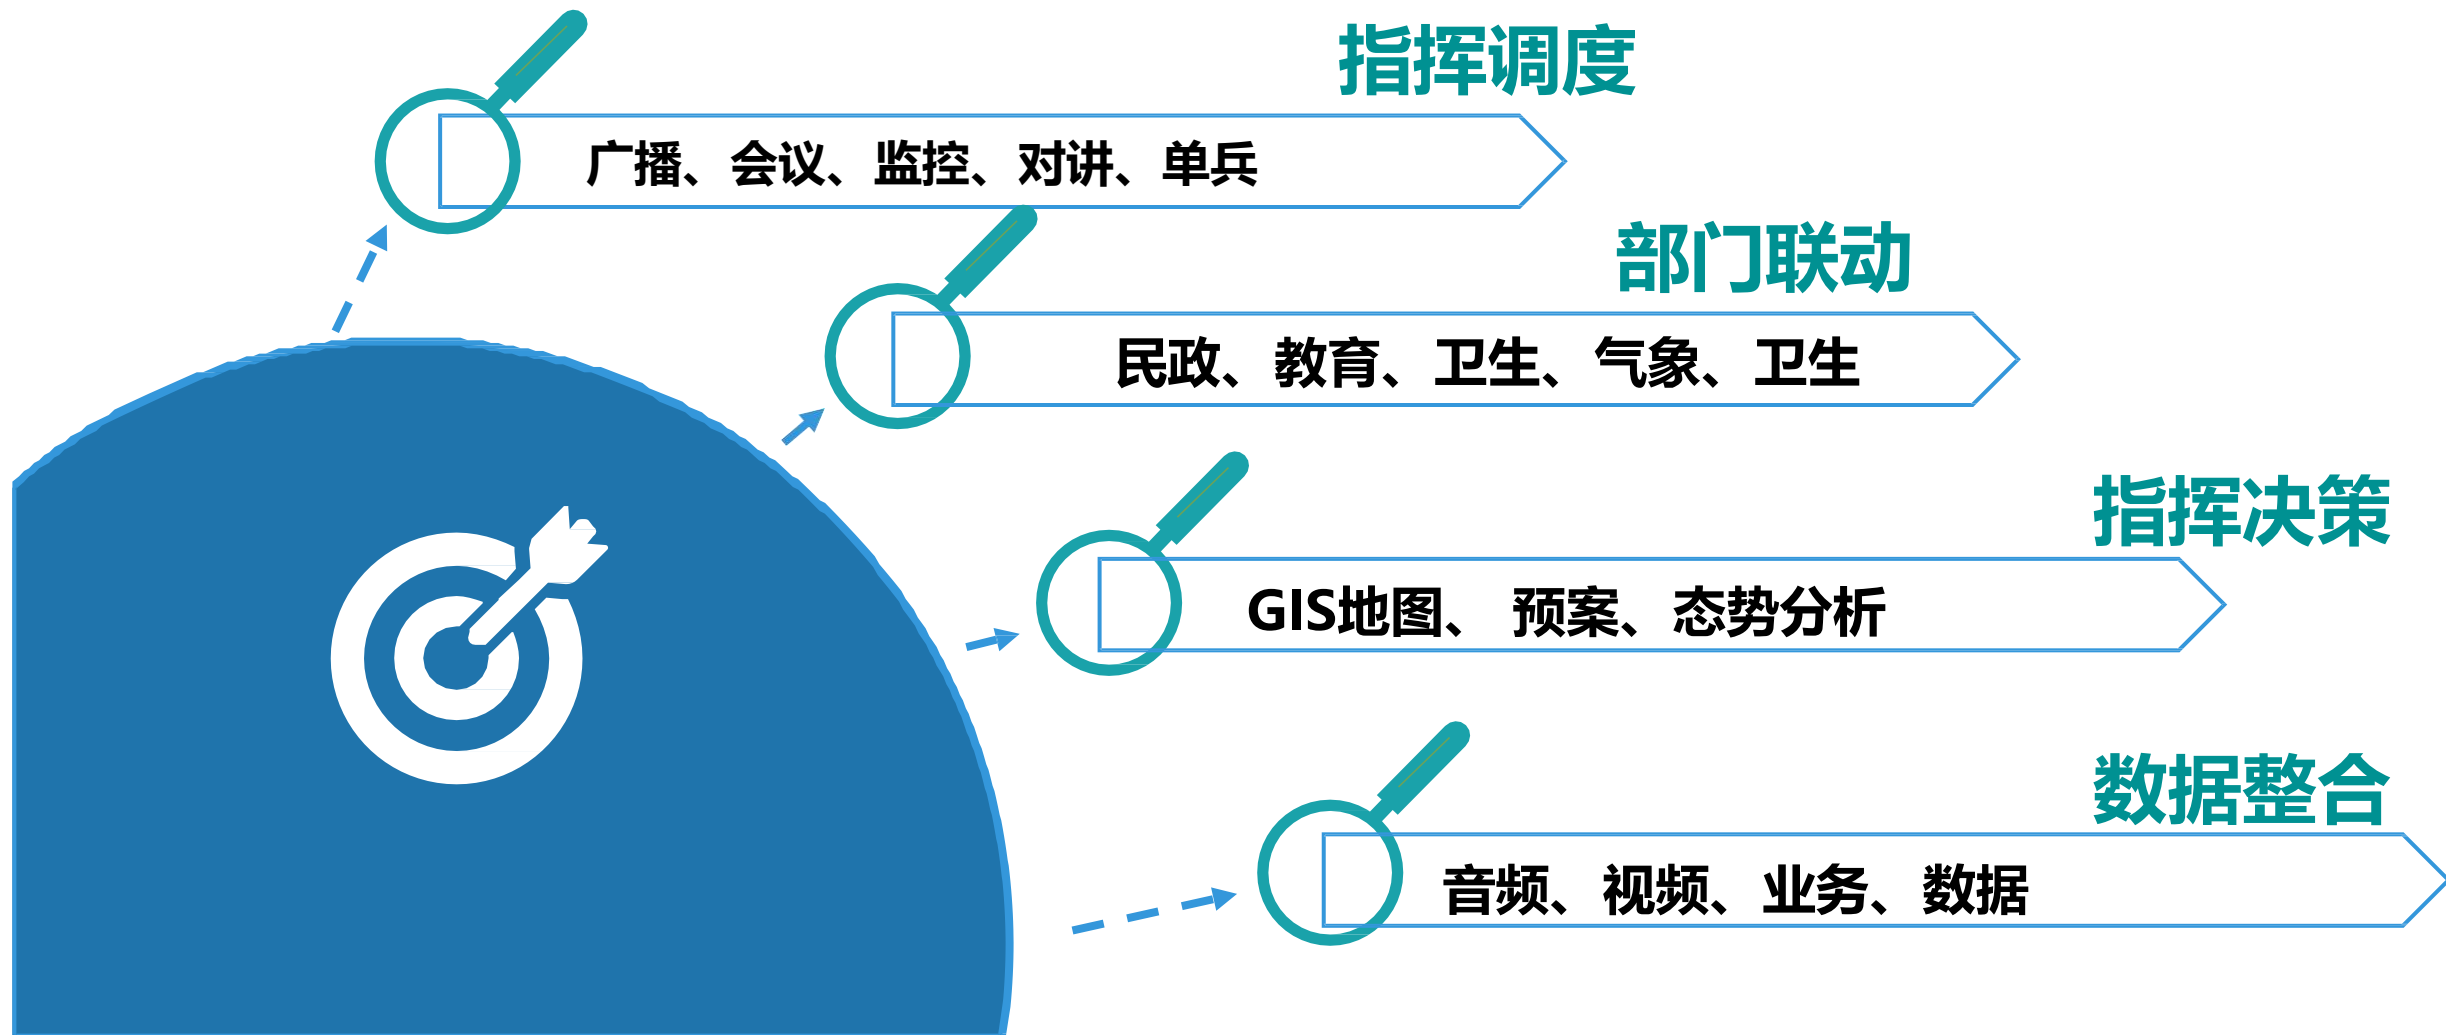 指挥调度
广播、会议、监控、对讲、单兵
部门联动
民政、教育、卫生、气象、卫生
指挥决策
GIS地图、 预案、态势分析
数据整合
音频、视频、业务、数据